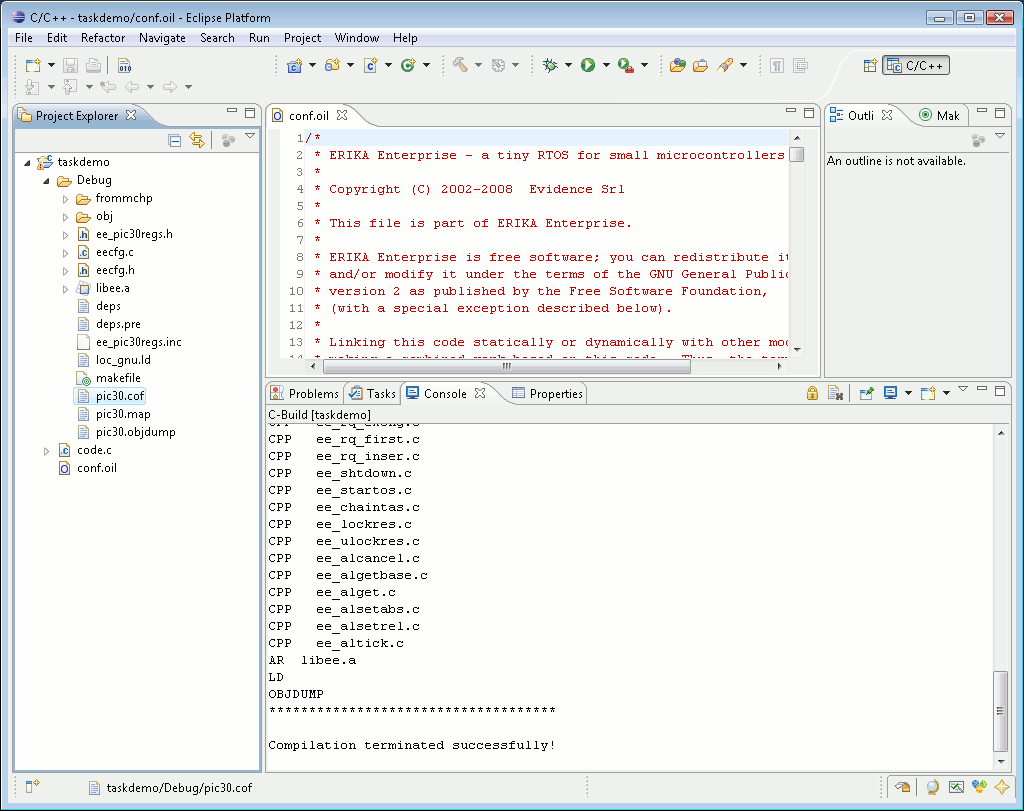 C/C++ - taskdemo/conf.oil - Eclipse Platform
File Edit Refactor Navigate Search Run Project Window Help
010
C/C++
Project Explorer
taskdemo
Debug
frommchp
obj
ee_pic30regs.h
eecfg.c
eecfg.h
libee.a
deps
deps.pre
ee_pic30regs.inc
loc_gnu.ld
makefile
pic30.cof
pic30.map
pic30.objdump
code.c
conf.oil
conf.oil
1 /*
2 * ERIKA Enterprise - a tiny RTOS for small microcontrollers
3 *
4 * Copyright (C) 2002-2008  Evidence Srl
5 *
6 * This file is part of ERIKA Enterprise.
7 *
8 * ERIKA Enterprise is free software; you can redistribute it
9 * and/or modify it under the terms of the GNU General Public
10 * version 2 as published by the Free Software Foundation,
11 * (with a special exception described below).
12 *
13 * Linking this code statically or dynamically with other mod
Outli
Mak
An outline is not available.
Problems Tasks Console Properties
C-Build [taskdemo]
CPP ee_rq_first.c
CPP ee_rq_inser.c
CPP ee_shtdown.c
CPP ee_startos.c
CPP ee_chaintas.c
CPP ee_lockres.c
CPP ee_ulockres.c
CPP ee_alcancel.c
CPP ee_algetbase.c
CPP ee_alget.c
CPP ee_alsetabs.c
CPP ee_alsetrel.c
CPP ee_altick.c
AR libee.a
LD
OBJDUMP
************************************
Compilation terminated successfully!
taskdemo/Debug/pic30.cof